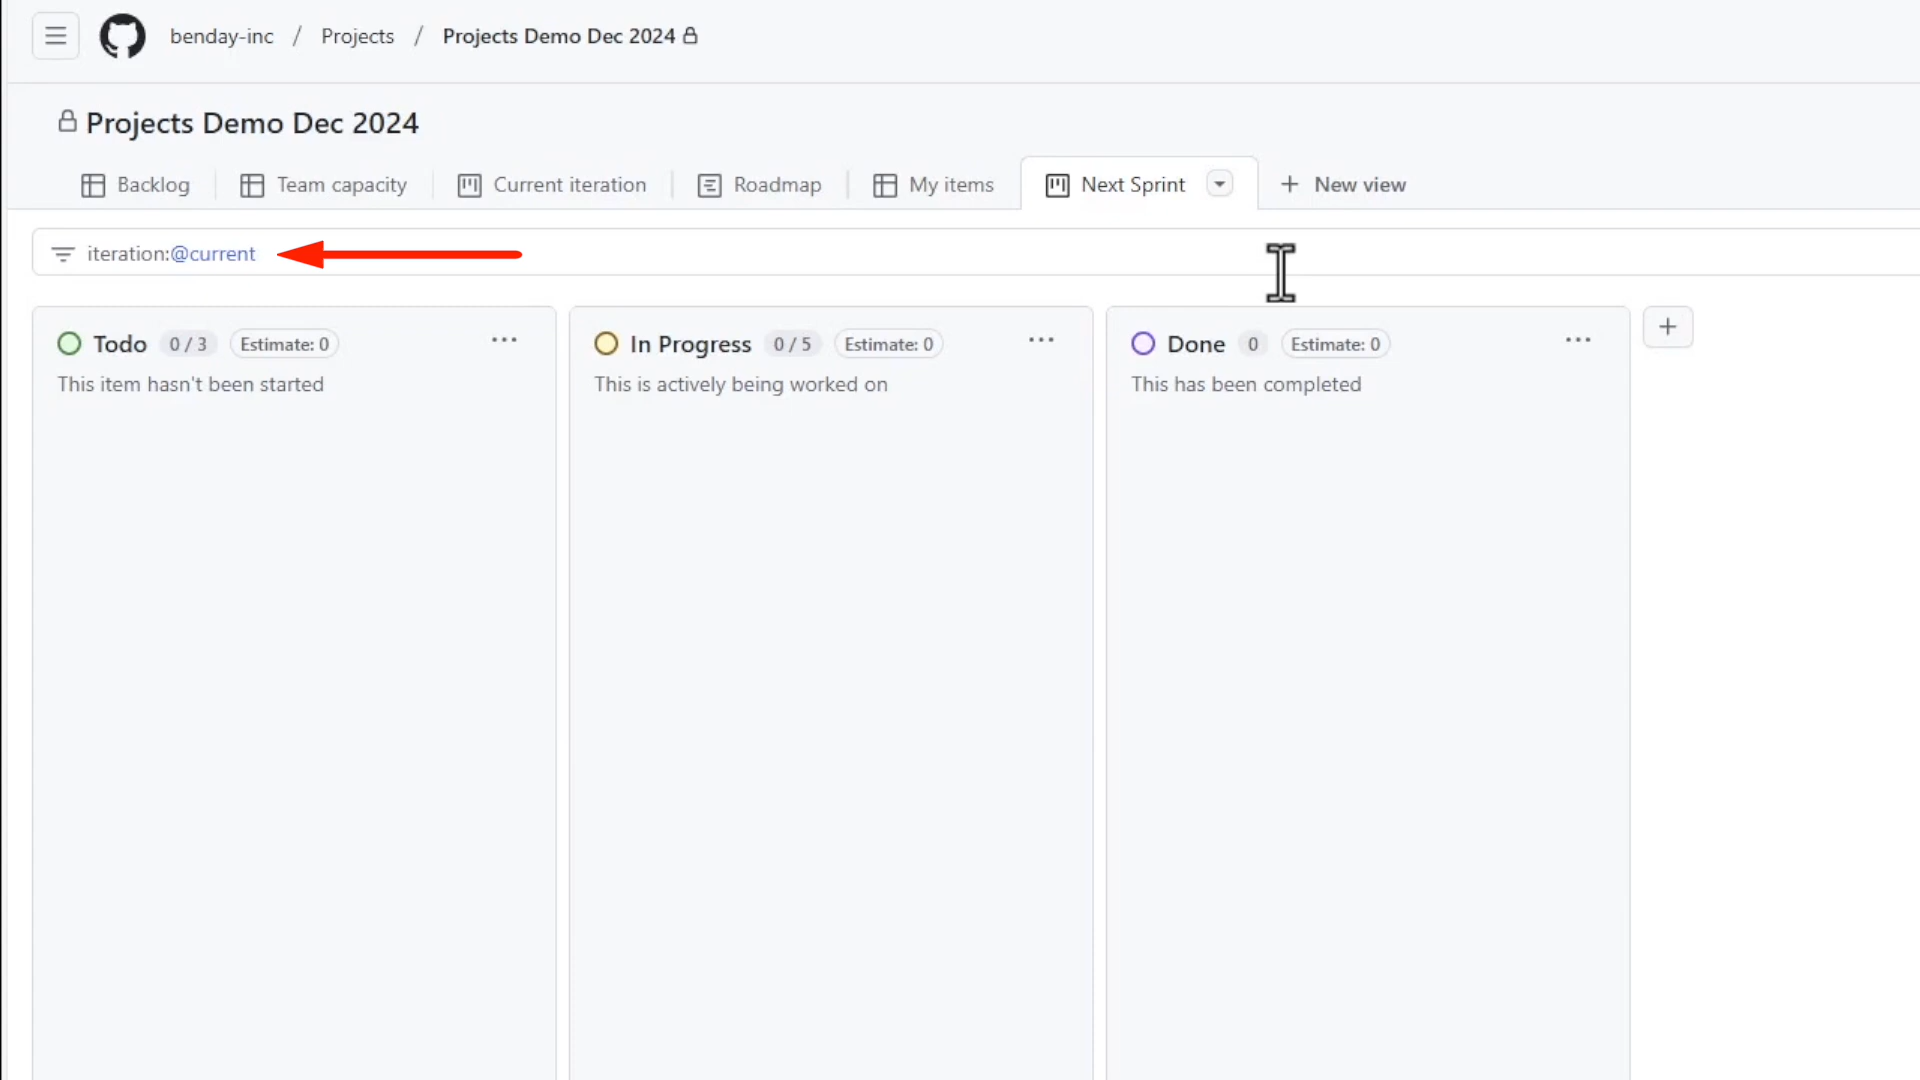 benday-inc / Projects / Projects Demo Dec 2024
Projects Demo Dec 2024
Backlog Team capacity Current iteration Roadmap My items Next Sprint + New view
iteration:@current
Todo 0 / 3 Estimate: 0 ...
This item hasn't been started
In Progress 0 / 5 Estimate: 0 ...
This is actively being worked on
Done 0 Estimate: 0 ...
This has been completed
+